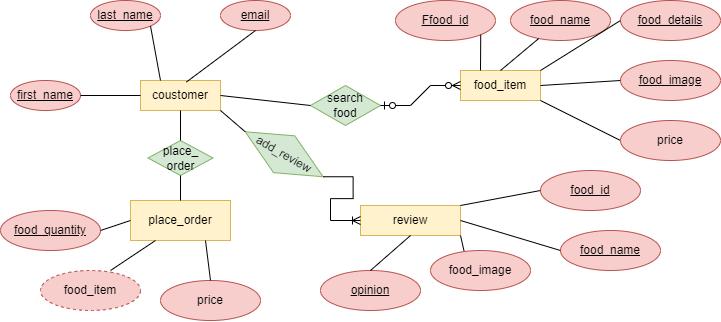 last_name
email
Ffood_id
food_name
food_details
first_name
coustomer
search
food
food_item
food_image
price
place_
order
add_review
food_id
food_quantity
place_order
review
food_name
food_item
price
opinion
food_image